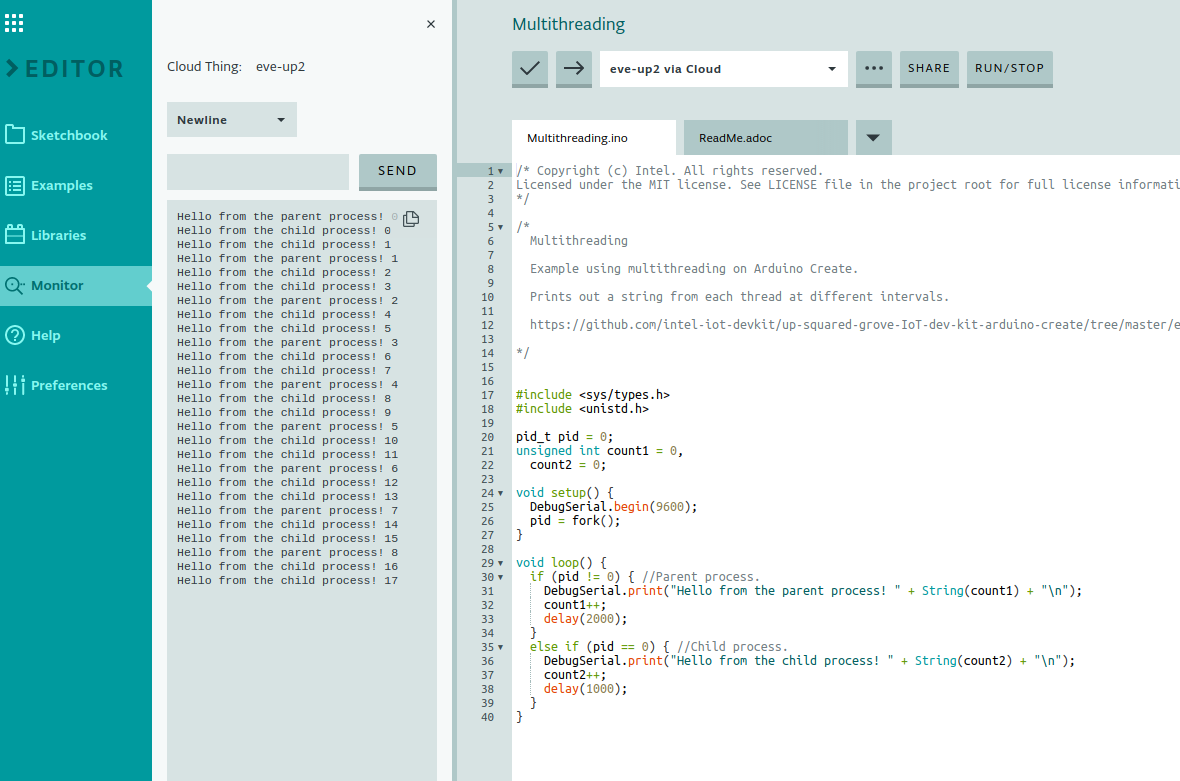 EDITOR
Sketchbook
Examples
Libraries
Monitor
Help
Preferences
×
Cloud Thing: eve-up2
Newline
SEND
Hello from the parent process! 0
Hello from the child process! 0
Hello from the child process! 1
Hello from the parent process! 1
Hello from the child process! 2
Hello from the child process! 3
Hello from the parent process! 2
Hello from the child process! 4
Hello from the child process! 5
Hello from the parent process! 3
Hello from the child process! 6
Hello from the child process! 7
Hello from the parent process! 4
Hello from the child process! 8
Hello from the child process! 9
Hello from the parent process! 5
Hello from the child process! 10
Hello from the child process! 11
Hello from the parent process! 6
Hello from the child process! 12
Hello from the child process! 13
Hello from the parent process! 7
Hello from the child process! 14
Hello from the child process! 15
Hello from the parent process! 8
Hello from the child process! 16
Hello from the child process! 17
Multithreading
eve-up2 via Cloud
SHARE
RUN/STOP
Multithreading.ino
ReadMe.adoc
1 /* Copyright (c) Intel. All rights reserved.
2 Licensed under the MIT license. See LICENSE file in the project root for full license informati
3 */
4
5 /*
6   Multithreading
7
8   Example using multithreading on Arduino Create.
9
10   Prints out a string from each thread at different intervals.
11
12   https://github.com/intel-iot-devkit/up-squared-grove-IoT-dev-kit-arduino-create/tree/master/e
13
14 */
15
16
17 #include <sys/types.h>
18 #include <unistd.h>
19
20 pid_t pid = 0;
21 unsigned int count1 = 0,
22   count2 = 0;
23
24 void setup() {
25   DebugSerial.begin(9600);
26   pid = fork();
27 }
28
29 void loop() {
30   if (pid != 0) { //Parent process.
31     DebugSerial.print("Hello from the parent process! " + String(count1) + "\n");
32     count1++;
33     delay(2000);
34   }
35   else if (pid == 0) { //Child process.
36     DebugSerial.print("Hello from the child process! " + String(count2) + "\n");
37     count2++;
38     delay(1000);
39   }
40 }